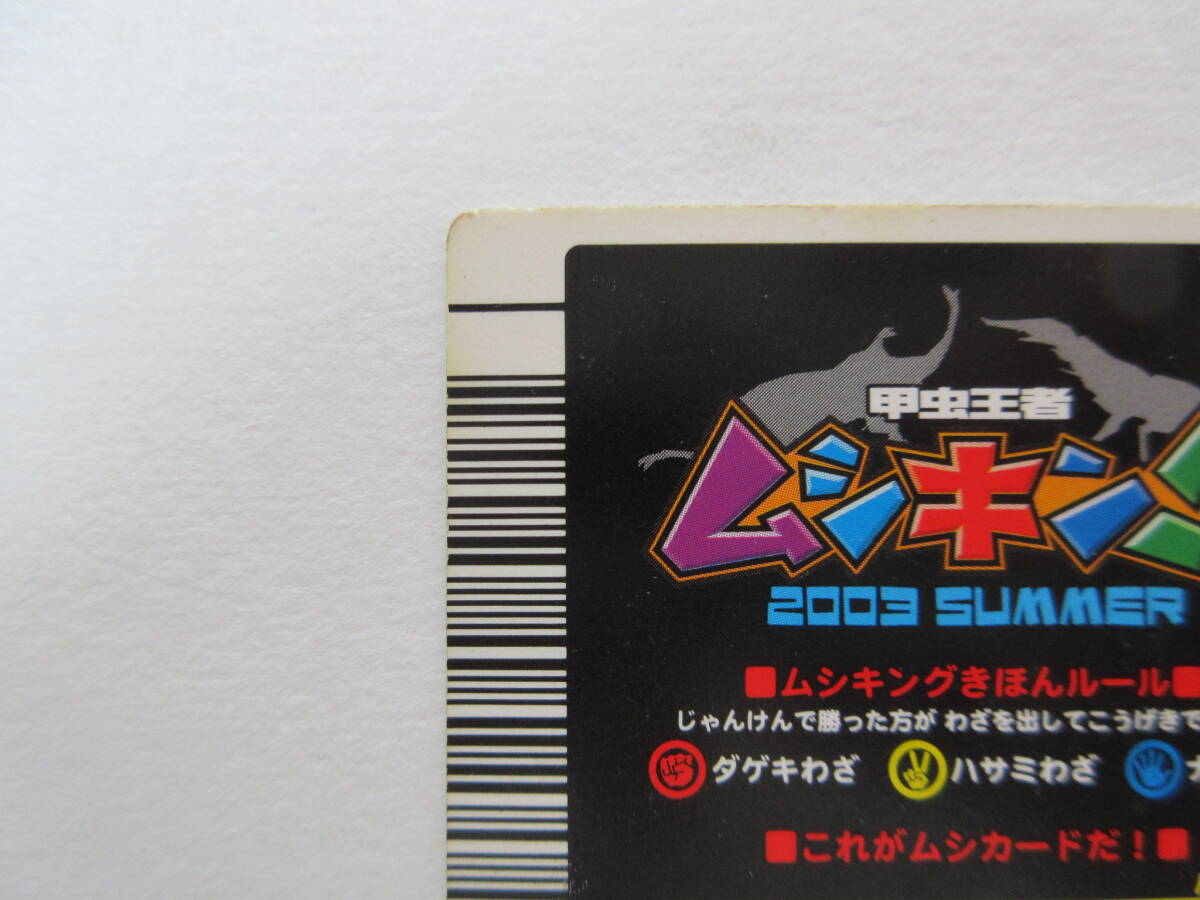 甲虫王者
ムシキン
2003 SUMMER
■ムシキングきほんルール■
じゃんけんで勝った方が わざを出してこうげきで
ダゲキわざ ハサミわざ
■これがムシカードだ！■